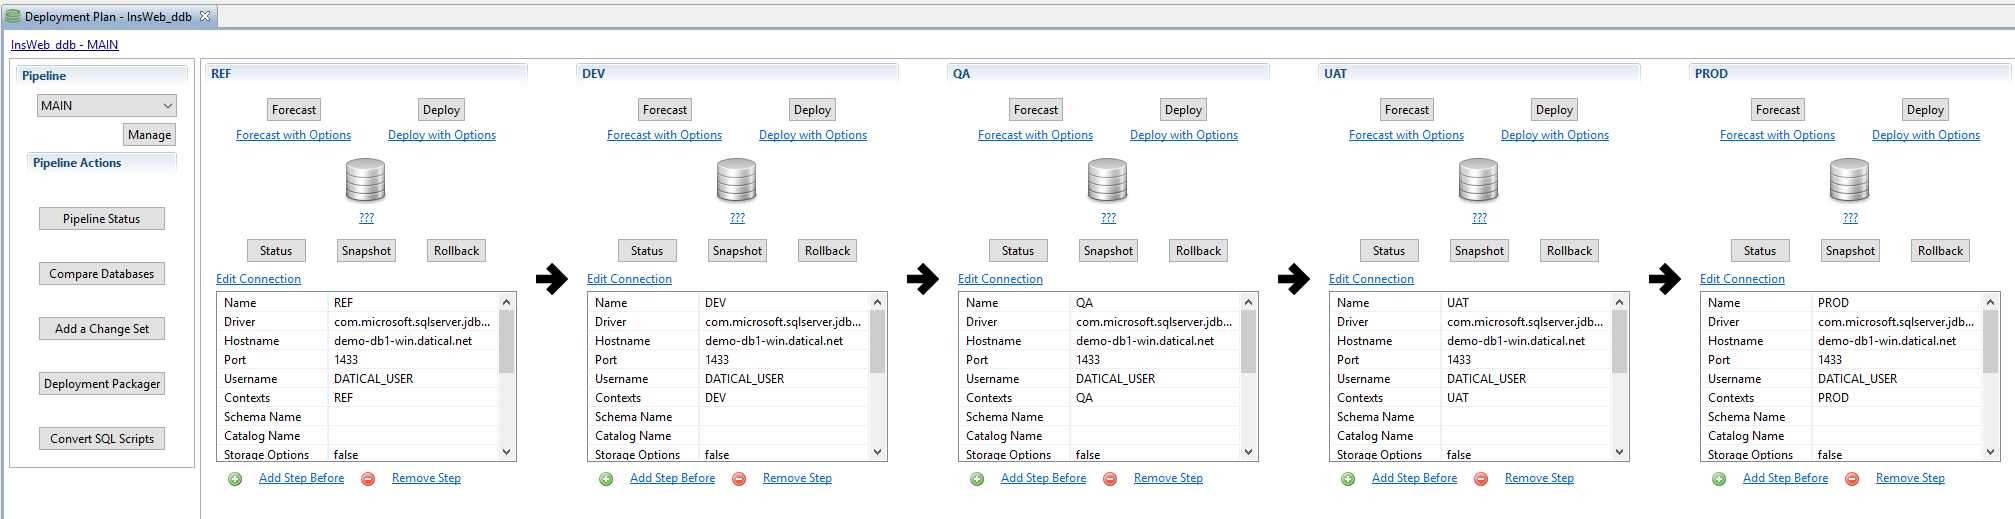 Deployment Plan - InsWeb_ddb
InsWeb_ddb - MAIN
Pipeline
MAIN
Manage
Pipeline Actions
Pipeline Status
Compare Databases
Add a Change Set
Deployment Packager
Convert SQL Scripts
REF
Forecast Deploy
Forecast with Options Deploy with Options
???
Status Snapshot Rollback
Edit Connection
Name REF
Driver com.microsoft.sqlserver.jdb...
Hostname demo-db1-win.datical.net
Port 1433
Username DATICAL_USER
Contexts REF
Schema Name
Catalog Name
Storage Options false
Add Step Before Remove Step
DEV
Forecast Deploy
Forecast with Options Deploy with Options
???
Status Snapshot Rollback
Edit Connection
Name DEV
Driver com.microsoft.sqlserver.jdb...
Hostname demo-db1-win.datical.net
Port 1433
Username DATICAL_USER
Contexts DEV
Schema Name
Catalog Name
Storage Options false
Add Step Before Remove Step
QA
Forecast Deploy
Forecast with Options Deploy with Options
???
Status Snapshot Rollback
Edit Connection
Name QA
Driver com.microsoft.sqlserver.jdb...
Hostname demo-db1-win.datical.net
Port 1433
Username DATICAL_USER
Contexts QA
Schema Name
Catalog Name
Storage Options false
Add Step Before Remove Step
UAT
Forecast Deploy
Forecast with Options Deploy with Options
???
Status Snapshot Rollback
Edit Connection
Name UAT
Driver com.microsoft.sqlserver.jdb...
Hostname demo-db1-win.datical.net
Port 1433
Username DATICAL_USER
Contexts UAT
Schema Name
Catalog Name
Storage Options false
Add Step Before Remove Step
PROD
Forecast Deploy
Forecast with Options Deploy with Options
???
Status Snapshot Rollback
Edit Connection
Name PROD
Driver com.microsoft.sqlserver.jdb...
Hostname demo-db1-win.datical.net
Port 1433
Username DATICAL_USER
Contexts PROD
Schema Name
Catalog Name
Storage Options false
Add Step Before Remove Step